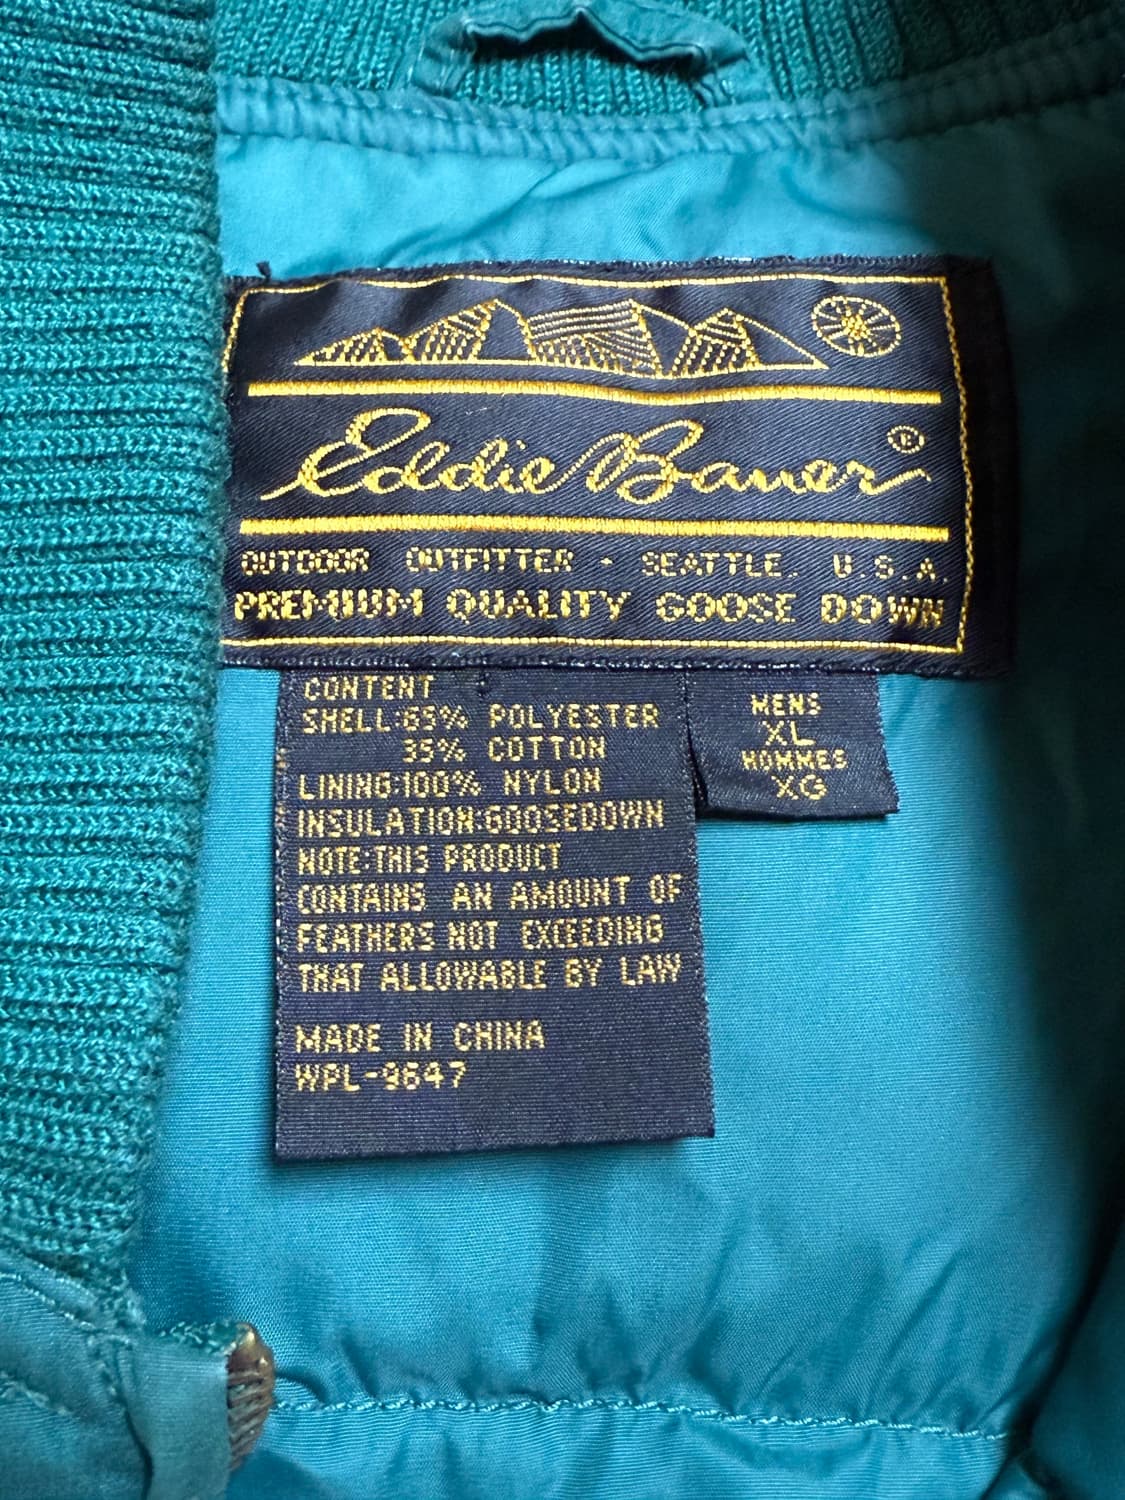 Eddie Bauer ®
OUTDOOR OUTFITTER - SEATTLE, U.S.A.
PREMIUM QUALITY GOOSE DOWN
CONTENT
SHELL:65% POLYESTER
35% COTTON
LINING:100% NYLON
INSULATION:GOOSEDOWN
NOTE:THIS PRODUCT
CONTAINS AN AMOUNT OF
FEATHERS NOT EXCEEDING
THAT ALLOWABLE BY LAW
MADE IN CHINA
WPL-9647
MENS
XL
HOMMES
XG